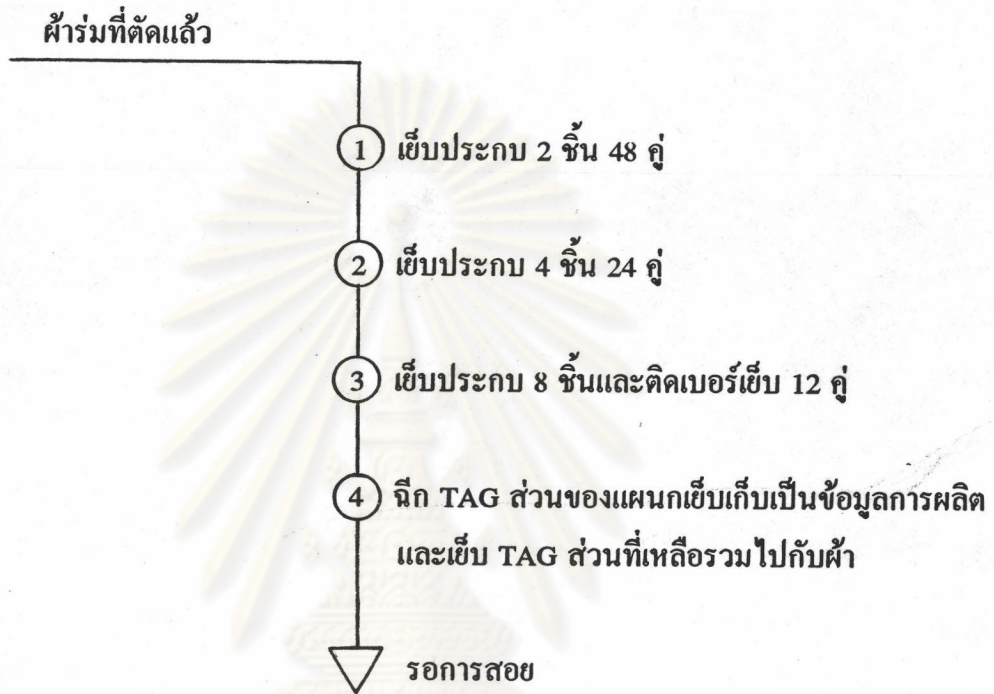 ผ้าร่มที่ตัดแล้ว
1 เย็บประกบ 2 ชิ้น 48 คู่
2 เย็บประกบ 4 ชิ้น 24 คู่
3 เย็บประกบ 8 ชิ้นและติดเบอร์เย็บ 12 คู่
4 ฉีก TAG ส่วนของแผนกเย็บเก็บเป็นข้อมูลการผลิต
และเย็บ TAG ส่วนที่เหลือรวมไปกับผ้า
รอการสอย